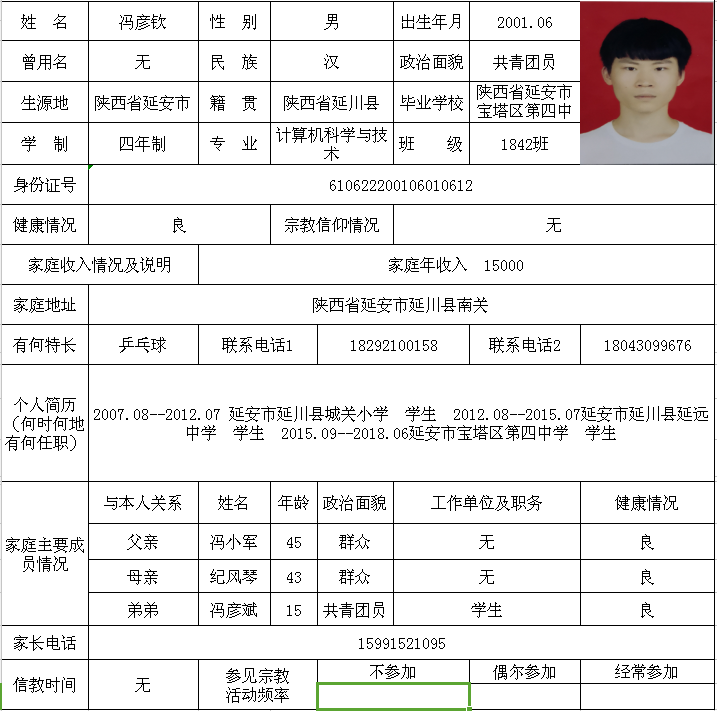 姓 名 冯彦钦 性 别 男 出生年月 2001.06
曾用名 无 民 族 汉 政治面貌 共青团员
生源地 陕西省延安市 籍 贯 陕西省延川县 毕业学校 陕西省延安市
宝塔区第四中
学 制 四年制 专 业 计算机科学与技
术 班 级 1842班
身份证号 610622200106010612
健康情况 良 宗教信仰情况 无
家庭收入情况及说明 家庭年收入 15000
家庭地址 陕西省延安市延川县南关
有何特长 乒乓球 联系电话1 18292100158 联系电话2 18043099676
个人简历
（何时何地
有何任职）
2007.08--2012.07 延安市延川县城关小学 学生 2012.08--2015.07延安市延川县延远
中学 学生 2015.09--2018.06延安市宝塔区第四中学 学生
家庭主要成
员情况
与本人关系 姓名 年龄 政治面貌 工作单位及职务 健康情况
父亲 冯小军 45 群众 无 良
母亲 纪风琴 43 群众 无 良
弟弟 冯彦斌 15 共青团员 学生 良
家长电话 15991521095
信教时间 无 参见宗教
活动频率 不参加 偶尔参加 经常参加